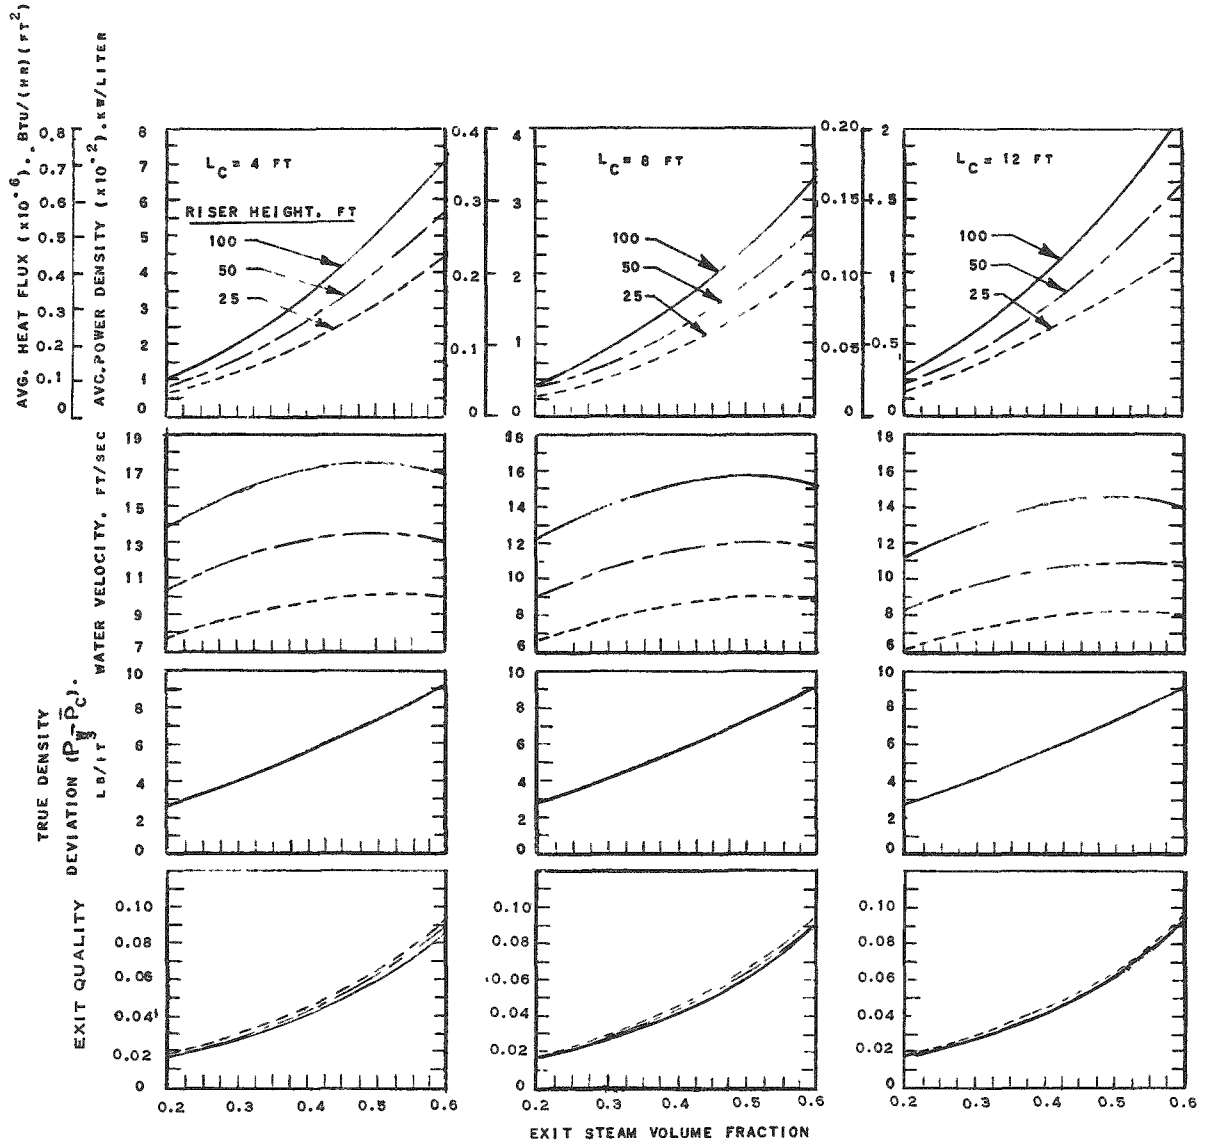 AVG. HEAT FLUX (x10⁻⁶), BTU/(HR)(FT²)
AVG. POWER DENSITY (x10⁻²), KW/LITER
0.8 0.7 0.6 0.5 0.4 0.3 0.2 0.1 0
8 7 6 5 4 3 2 1 0
L_C = 4 FT
RISER HEIGHT, FT
100
50
25
0.4 0.3 0.2 0.1 0
4 3 2 1 0
L_C = 8 FT
100
50
25
0.20 0.15 0.10 0.05 0
2 1.5 1 0.5 0
L_C = 12 FT
100
50
25
WATER VELOCITY, FT/SEC
19 17 15 13 11 9 7
18 16 14 12 10 8 6
18 16 14 12 10 8 6
TRUE DENSITY
DEVIATION (P_W-P̄_C),
LB/FT³
10 8 6 4 2 0
10 8 6 4 2 0
10 8 6 4 2 0
EXIT QUALITY
0.10 0.08 0.06 0.04 0.02 0
0.10 0.08 0.06 0.04 0.02 0
0.10 0.08 0.06 0.04 0.02 0
0.2 0.3 0.4 0.5 0.6
0.2 0.3 0.4 0.5 0.6
0.2 0.3 0.4 0.5 0.6
EXIT STEAM VOLUME FRACTION